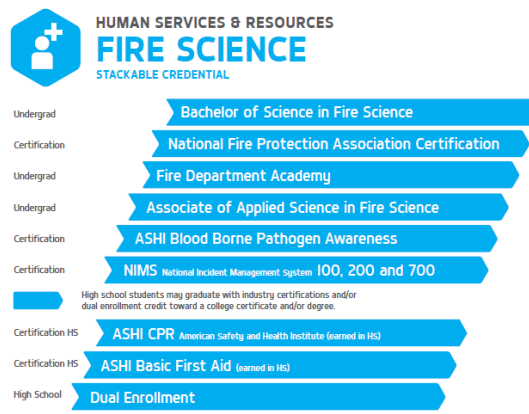 HUMAN SERVICES & RESOURCES
FIRE SCIENCE
STACKABLE CREDENTIAL
Undergrad Bachelor of Science in Fire Science
Certification National Fire Protection Association Certification
Undergrad Fire Department Academy
Undergrad Associate of Applied Science in Fire Science
Certification ASHI Blood Borne Pathogen Awareness
Certification NIMS National Incident Management System 100, 200 and 700
High school students may graduate with industry certifications and/or
dual enrollment credit toward a college certificate and/or degree.
Certification HS ASHI CPR American Safety and Health Institute (earned in HS)
Certification HS ASHI Basic First Aid (earned in HS)
High School Dual Enrollment